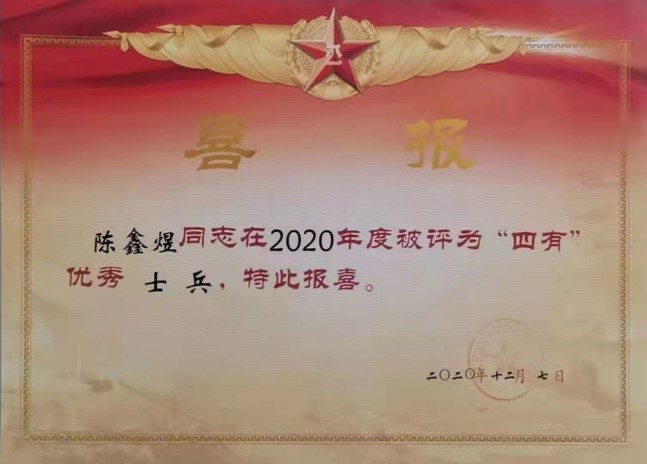 喜报
陈鑫煜同志在2020年度被评为“四有”
优秀 士 兵，特此报喜。
二〇二〇年十二月 七 日